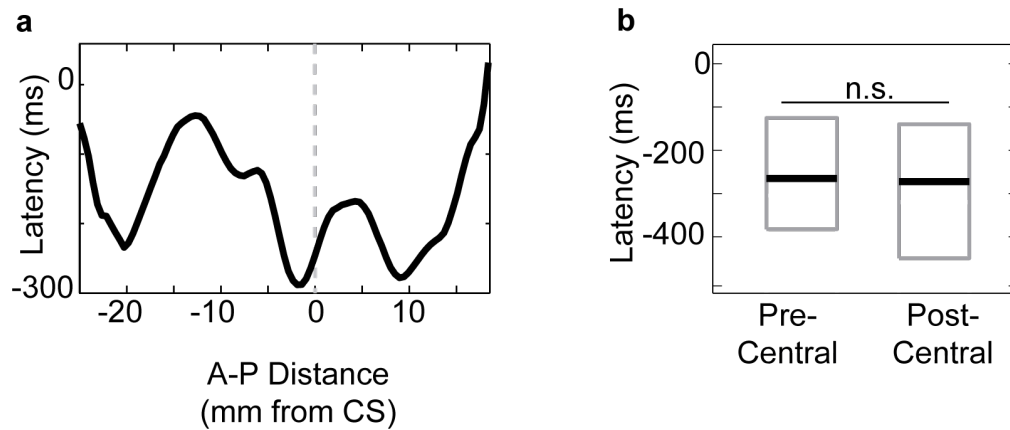 a
Latency (ms)
0
-300
-20 -10 0 10
A-P Distance
(mm from CS)
b
Latency (ms)
0
-200
-400
n.s.
Pre-
Central
Post-
Central